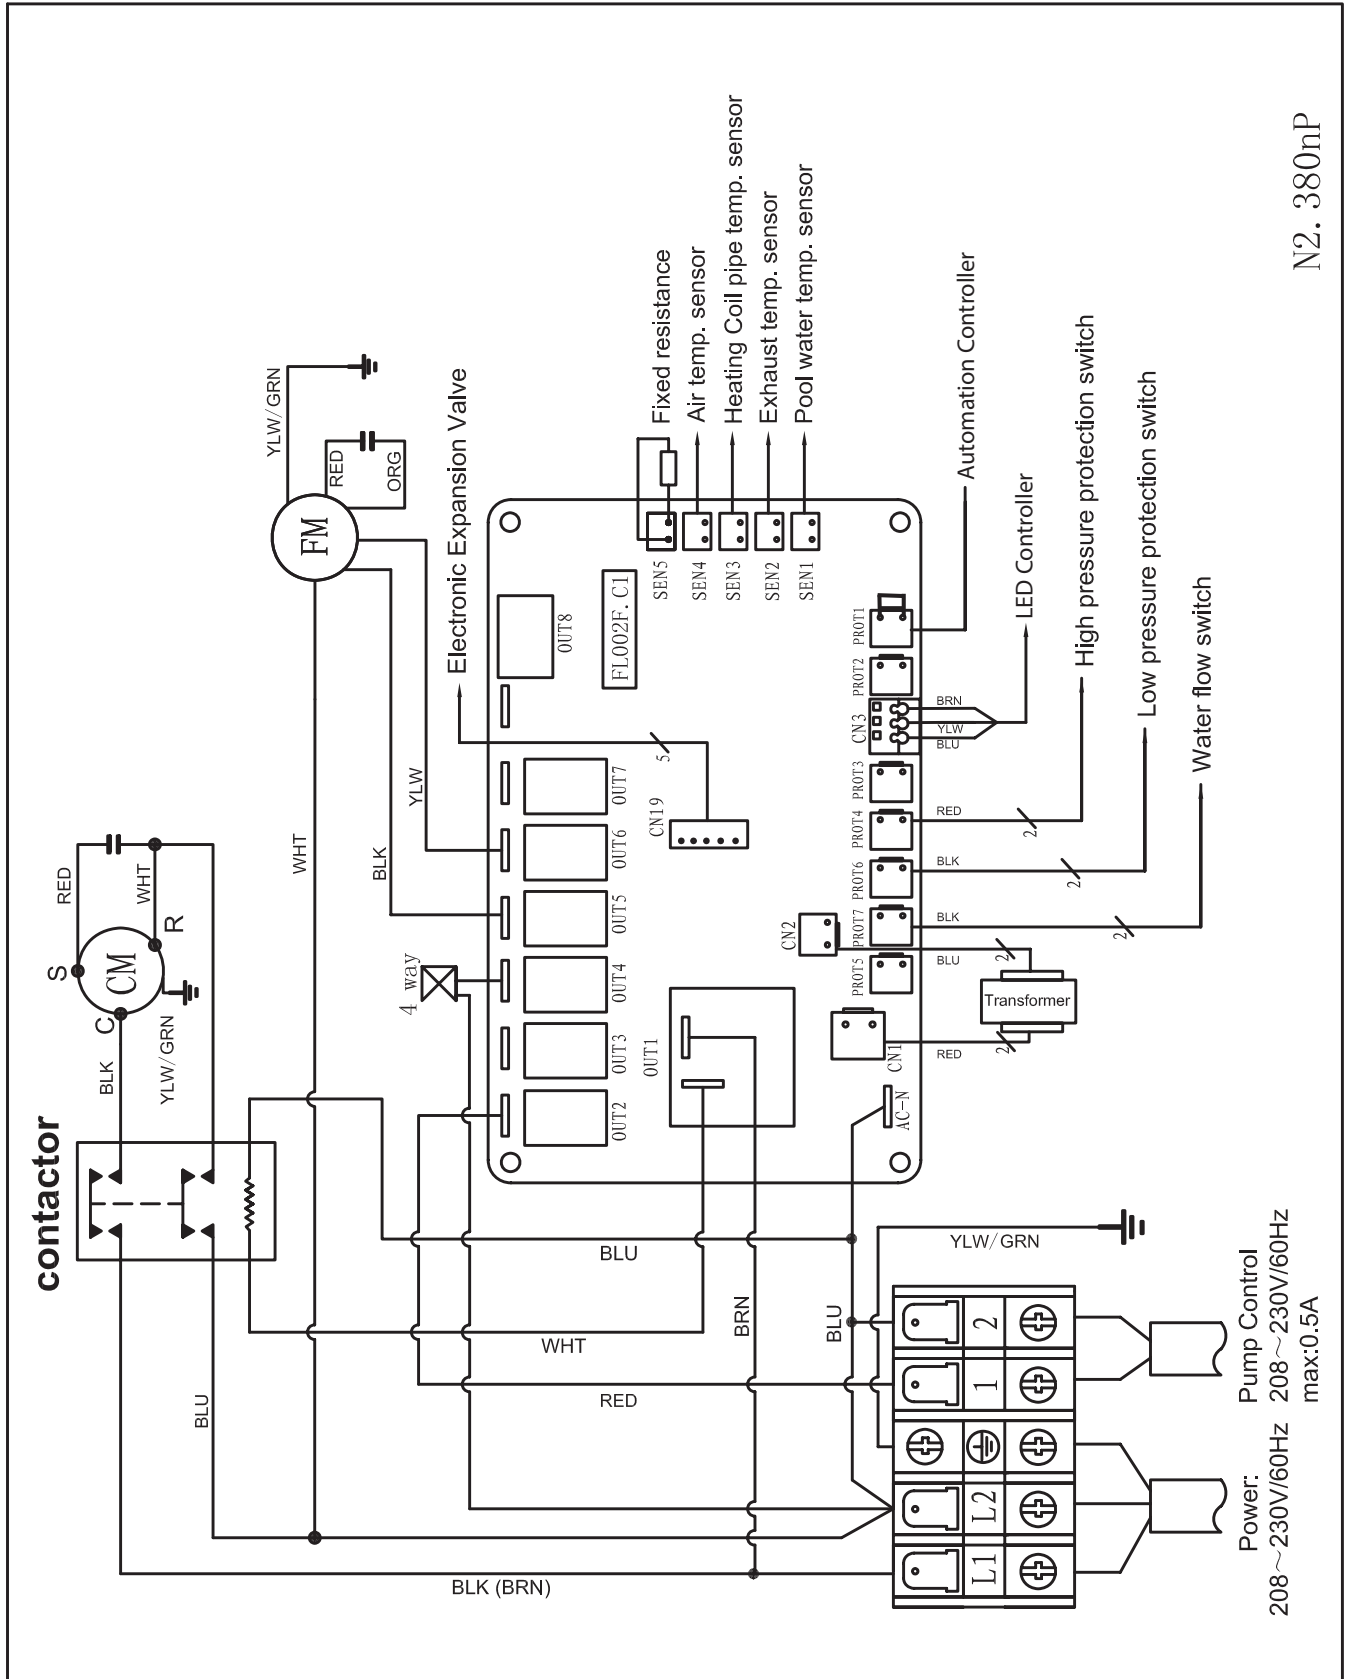 contactor
S
CM
C
R
RED
WHT
BLK
YLW/GRN
WHT
BLK
YLW
FM
YLW/GRN
RED
ORG
4 way
Electronic Expansion Valve
OUT2
OUT3
OUT4
OUT5
OUT6
OUT7
OUT8
FL002F.C1
OUT1
CN19
5
SEN5
SEN4
SEN3
SEN2
SEN1
Fixed resistance
Air temp. sensor
Heating Coil pipe temp. sensor
Exhaust temp. sensor
Pool water temp. sensor
AC-N
CN1
CN2
PROT5
PROT7
PROT6
PROT4
PROT3
CN3
PROT2
PROT1
RED
2
Transformer
BLU
2
BLK
2
BLK
2
RED
2
BLU
YLW
BRN
Automation Controller
LED Controller
High pressure protection switch
Low pressure protection switch
Water flow switch
BLU
BLU
WHT
RED
BRN
BLU
BLK (BRN)
YLW/GRN
L1
L2
1
2
Power:
208～230V/60Hz
Pump Control
208～230V/60Hz
max:0.5A
N2. 380nP